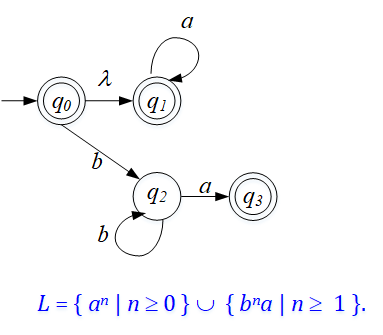 a
λ
q0
q1
b
q2
a
q3
b
L = { aⁿ | n ≥ 0 } ∪ { bⁿa | n ≥ 1 }.